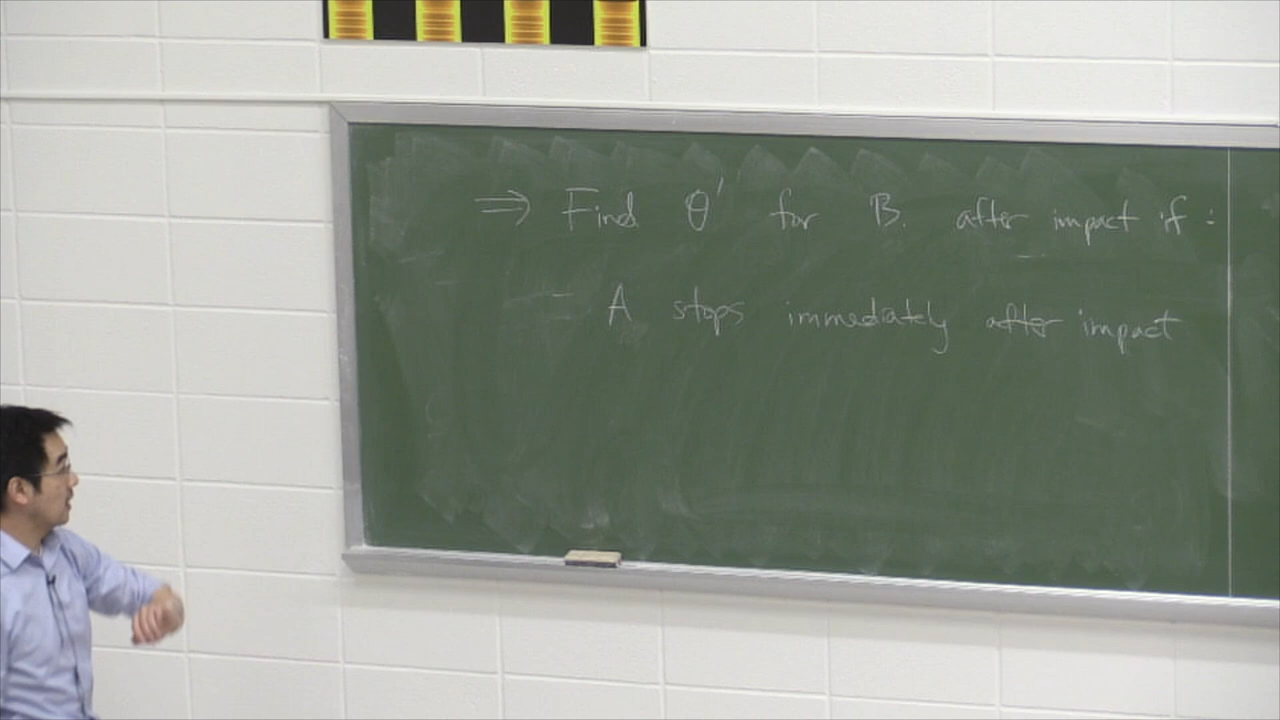 ⇒ Find θ' for B. after impact if :
- A stops immediately after impact